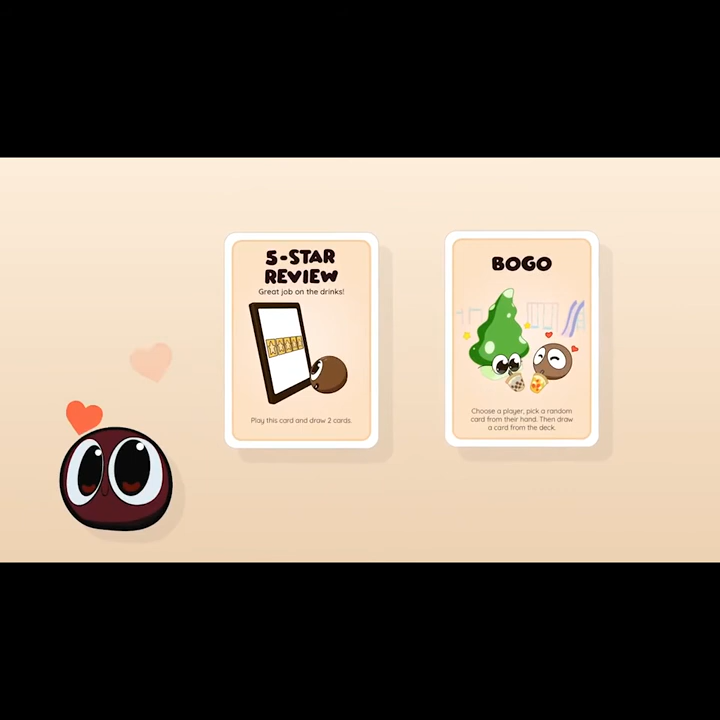 5-STAR
REVIEW
Great job on the drinks!
Play this card and draw 2 cards.
BOGO
Choose a player, pick a random
card from their hand. Then draw
a card from the deck.